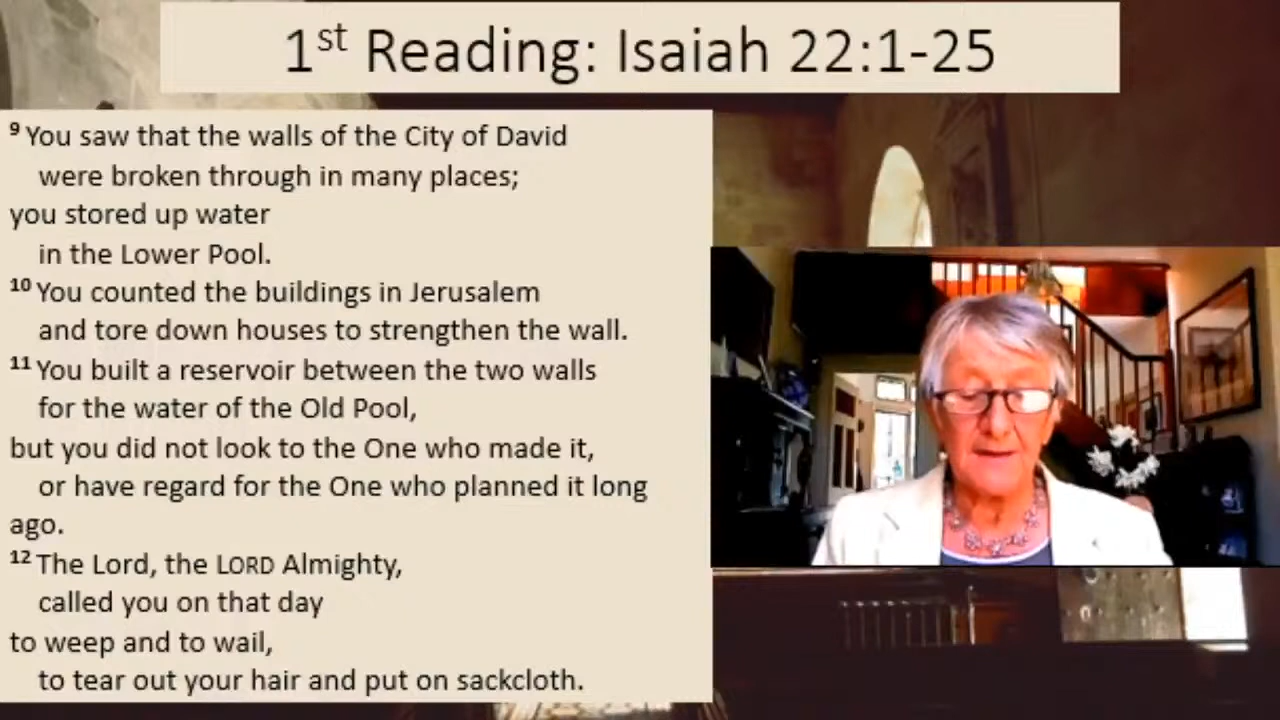 1st Reading: Isaiah 22:1-25
9 You saw that the walls of the City of David
were broken through in many places;
you stored up water
in the Lower Pool.
10 You counted the buildings in Jerusalem
and tore down houses to strengthen the wall.
11 You built a reservoir between the two walls
for the water of the Old Pool,
but you did not look to the One who made it,
or have regard for the One who planned it long
ago.
12 The Lord, the LORD Almighty,
called you on that day
to weep and to wail,
to tear out your hair and put on sackcloth.